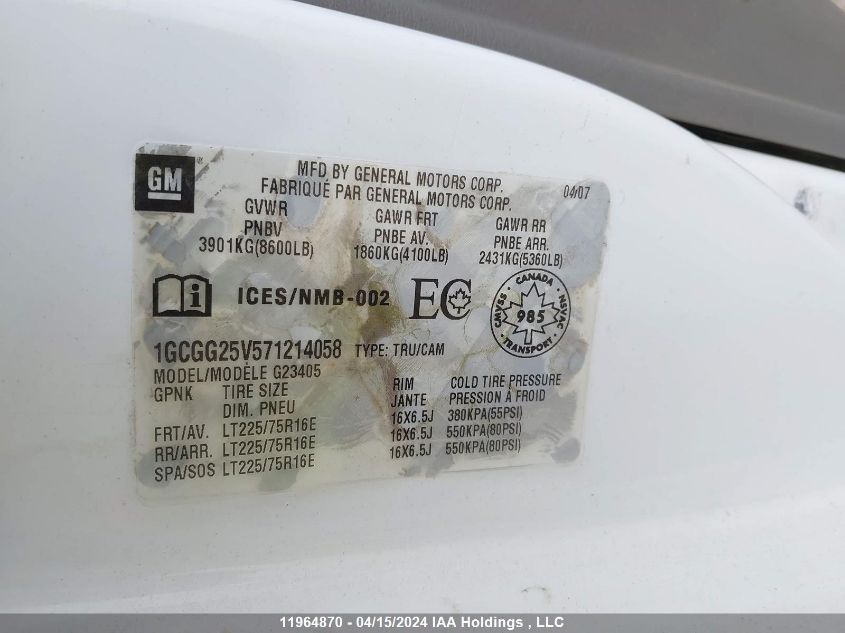 GM ®
MFD BY GENERAL MOTORS CORP. 04/07
FABRIQUÉ PAR GENERAL MOTORS CORP.
GVWR GAWR FRT GAWR RR
PNBV PNBE AV. PNBE ARR.
3901KG(8600LB) 1860KG(4100LB) 2431KG(5360LB)
i ICES/NMB-002 EC CANADA CMVSS NSVAC 985 TRANSPORT
1GCGG25V571214058 TYPE: TRU/CAM
MODEL/MODÈLE G23405
GPNK TIRE SIZE RIM COLD TIRE PRESSURE
DIM. PNEU JANTE PRESSION A FROID
FRT/AV. LT225/75R16E 16X6.5J 380KPA(55PSI)
RR/ARR. LT225/75R16E 16X6.5J 550KPA(80PSI)
SPA/SOS LT225/75R16E 16X6.5J 550KPA(80PSI)
11964870 - 04/15/2024 IAA Holdings , LLC